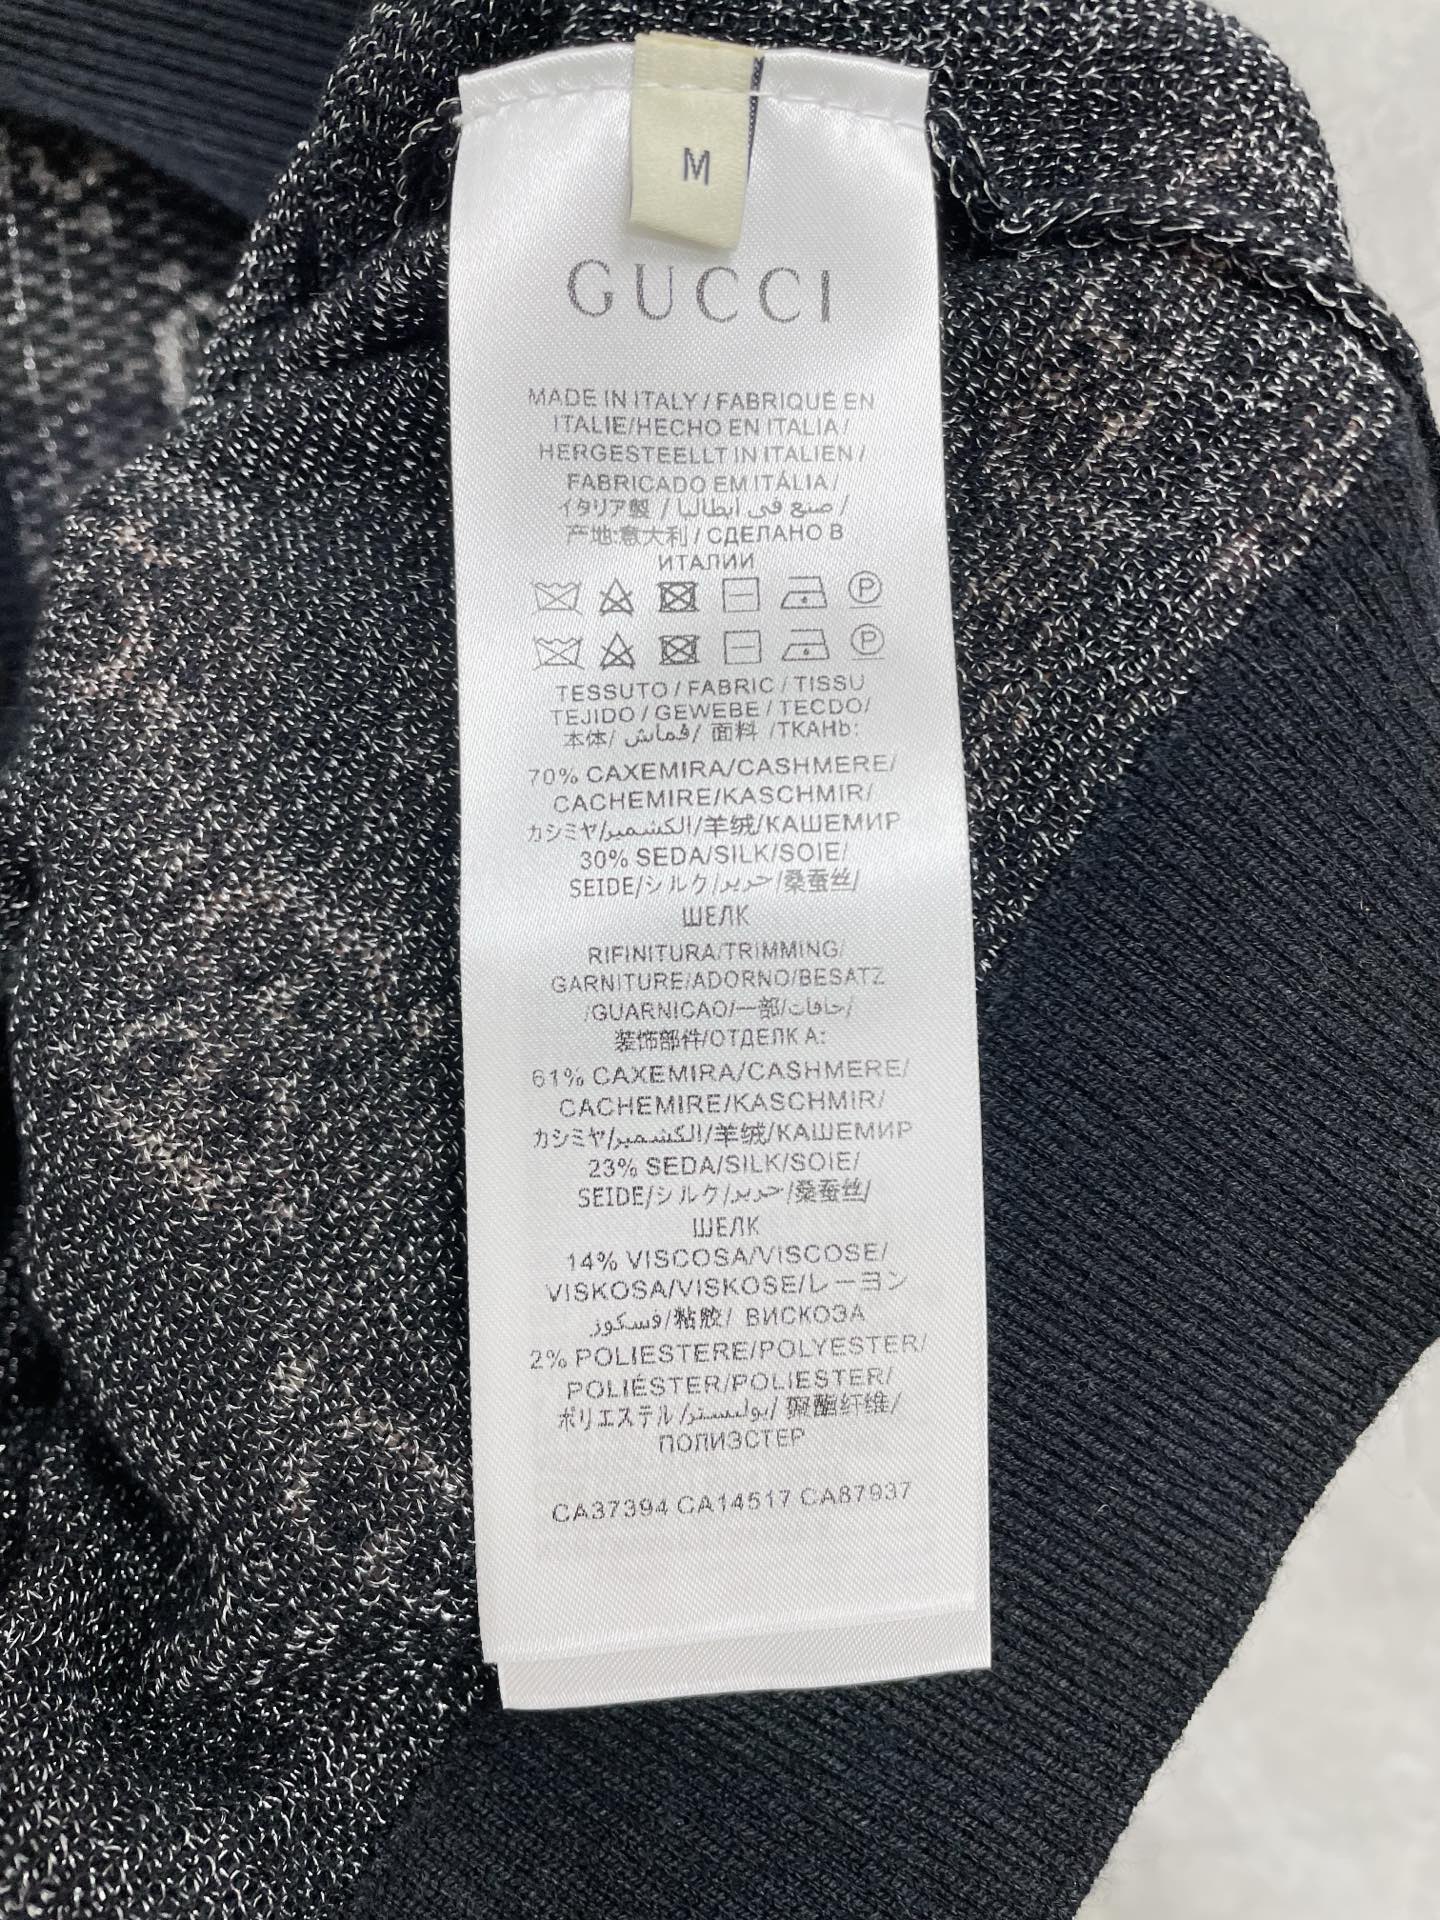 M
GUCCI
MADE IN ITALY / FABRIQUÉ EN
ITALIE/HECHO EN ITALIA /
HERGESTEELLT IN ITALIEN /
FABRICADO EM ITÁLIA /
イタリア製 / صنع في ايطاليا /
产地:意大利 / СДЕЛАНО В
ИТАЛИИ
P
P
TESSUTO / FABRIC / TISSU
TEJIDO / GEWEBE / TECDO/
本体/ قماش/ 面料 /ТКАНЬ:
70% CAXEMIRA/CASHMERE/
CACHEMIRE/KASCHMIR/
カシミヤ/الكشمير/羊绒/КАШЕМИР
30% SEDA/SILK/SOIE/
SEIDE/シルク/حرير/桑蚕丝/
ШЕЛК
RIFINITURA/TRIMMING/
GARNITURE/ADORNO/BESATZ
/GUARNICAO/一部/حافات/
装饰部件/ОТДЕЛК А:
61% CAXEMIRA/CASHMERE/
CACHEMIRE/KASCHMIR/
カシミヤ/الكشمير/羊绒/КАШЕМИР
23% SEDA/SILK/SOIE/
SEIDE/シルク/حرير/桑蚕丝/
ШЕЛК
14% VISCOSA/VISCOSE/
VISKOSA/VISKOSE/レーヨン
فسكوز/粘胶/ ВИСКОЗА
2% POLIESTERE/POLYESTER/
POLIÉSTER/POLIESTER/
ポリエステル /بوليستر/ 聚酯纤维/
ПОЛИЭСТЕР
CA37394 CA14517 CA87937